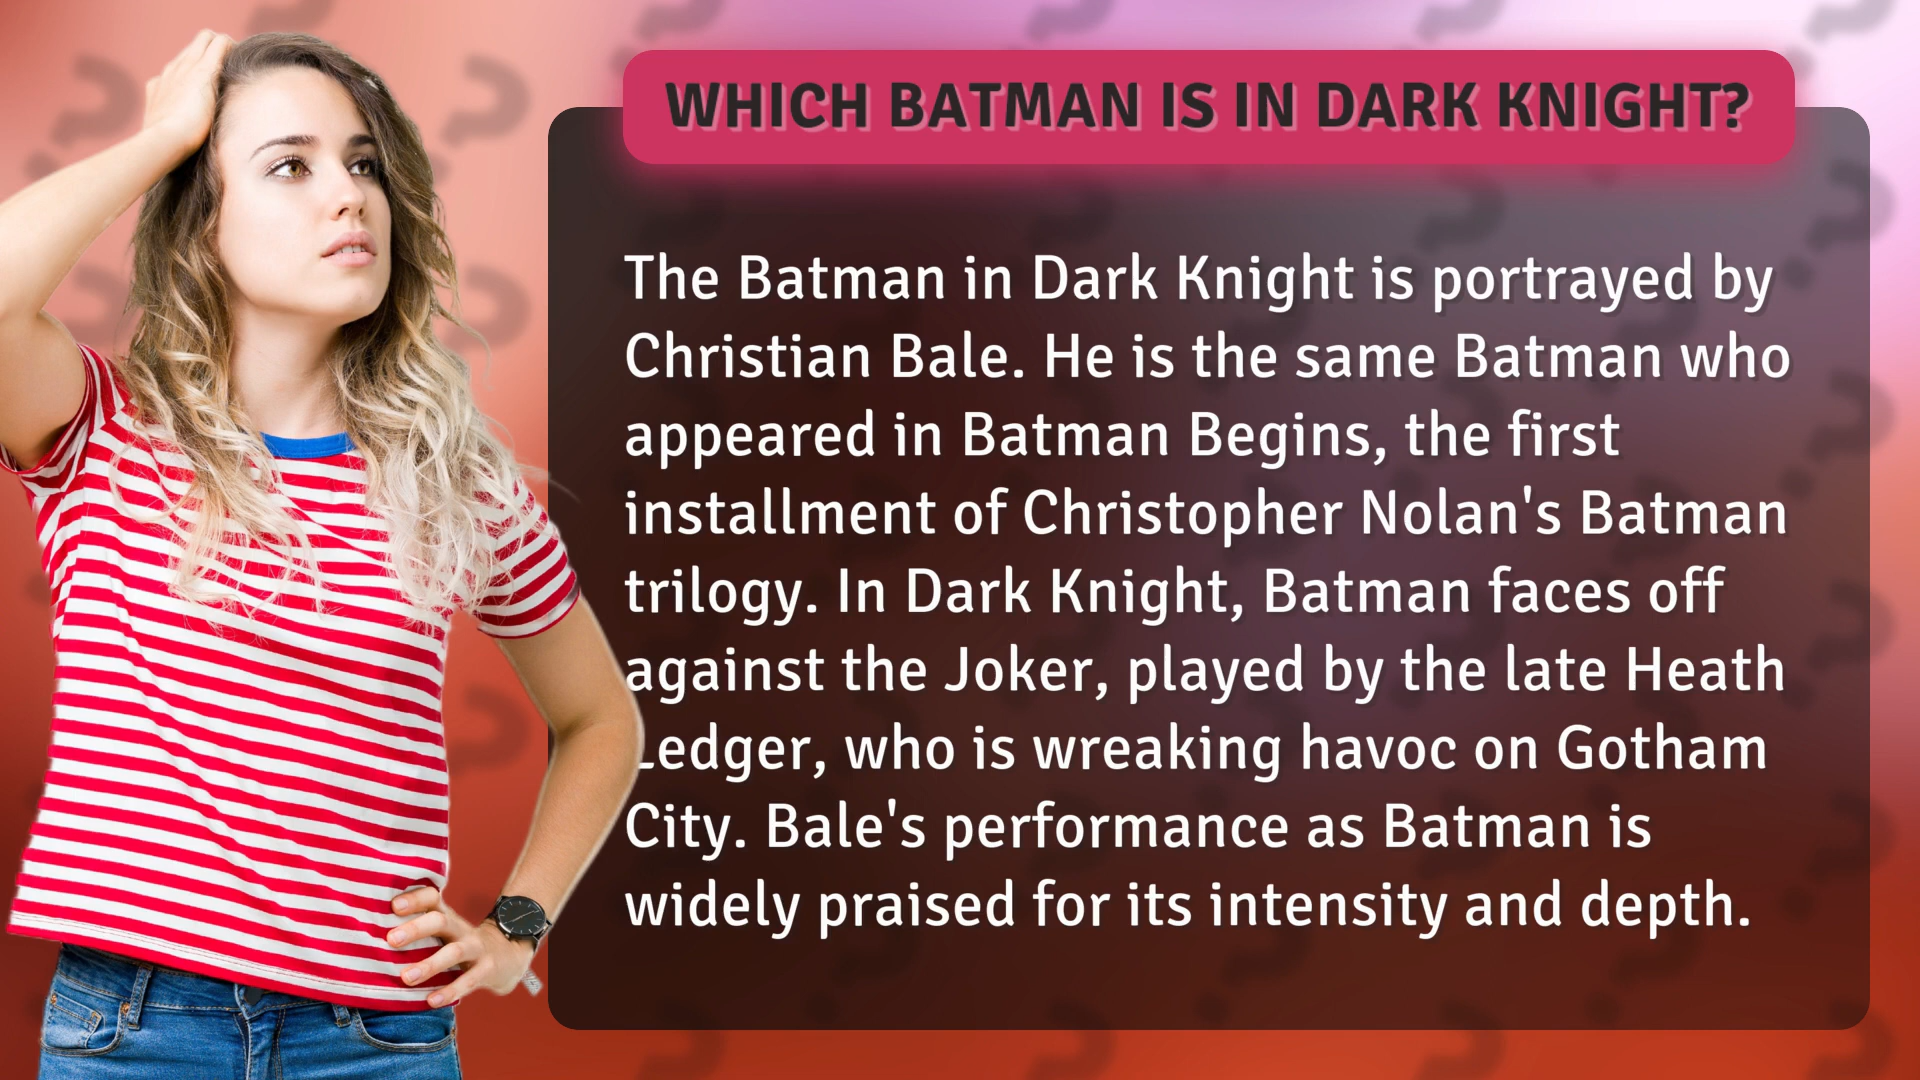 WHICH BATMAN IS IN DARK KNIGHT?
The Batman in Dark Knight is portrayed by
Christian Bale. He is the same Batman who
appeared in Batman Begins, the first
installment of Christopher Nolan's Batman
trilogy. In Dark Knight, Batman faces off
against the Joker, played by the late Heath
Ledger, who is wreaking havoc on Gotham
City. Bale's performance as Batman is
widely praised for its intensity and depth.